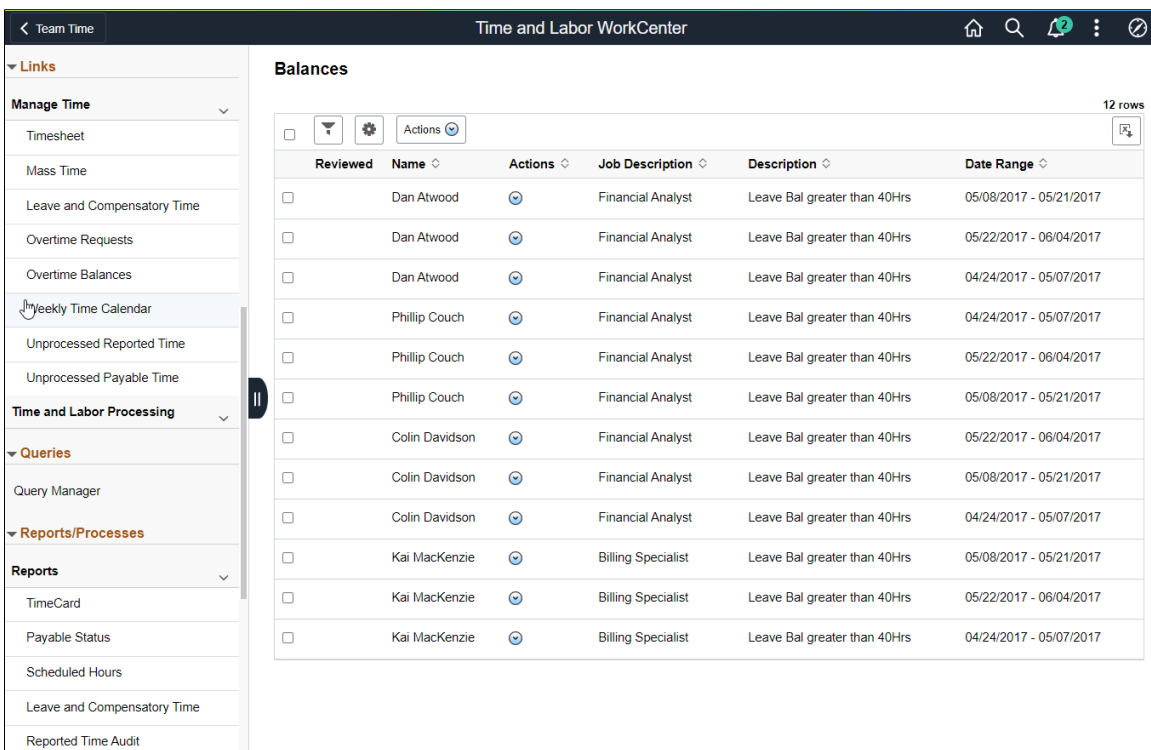 Team Time
Time and Labor WorkCenter
2
Links
Manage Time
Timesheet
Mass Time
Leave and Compensatory Time
Overtime Requests
Overtime Balances
Weekly Time Calendar
Unprocessed Reported Time
Unprocessed Payable Time
Time and Labor Processing
Queries
Query Manager
Reports/Processes
Reports
TimeCard
Payable Status
Scheduled Hours
Leave and Compensatory Time
Reported Time Audit
Balances
12 rows
Actions
Reviewed Name Actions Job Description Description Date Range
Dan Atwood Financial Analyst Leave Bal greater than 40Hrs 05/08/2017 - 05/21/2017
Dan Atwood Financial Analyst Leave Bal greater than 40Hrs 05/22/2017 - 06/04/2017
Dan Atwood Financial Analyst Leave Bal greater than 40Hrs 04/24/2017 - 05/07/2017
Phillip Couch Financial Analyst Leave Bal greater than 40Hrs 04/24/2017 - 05/07/2017
Phillip Couch Financial Analyst Leave Bal greater than 40Hrs 05/22/2017 - 06/04/2017
Phillip Couch Financial Analyst Leave Bal greater than 40Hrs 05/08/2017 - 05/21/2017
Colin Davidson Financial Analyst Leave Bal greater than 40Hrs 05/22/2017 - 06/04/2017
Colin Davidson Financial Analyst Leave Bal greater than 40Hrs 05/08/2017 - 05/21/2017
Colin Davidson Financial Analyst Leave Bal greater than 40Hrs 04/24/2017 - 05/07/2017
Kai MacKenzie Billing Specialist Leave Bal greater than 40Hrs 05/08/2017 - 05/21/2017
Kai MacKenzie Billing Specialist Leave Bal greater than 40Hrs 05/22/2017 - 06/04/2017
Kai MacKenzie Billing Specialist Leave Bal greater than 40Hrs 04/24/2017 - 05/07/2017